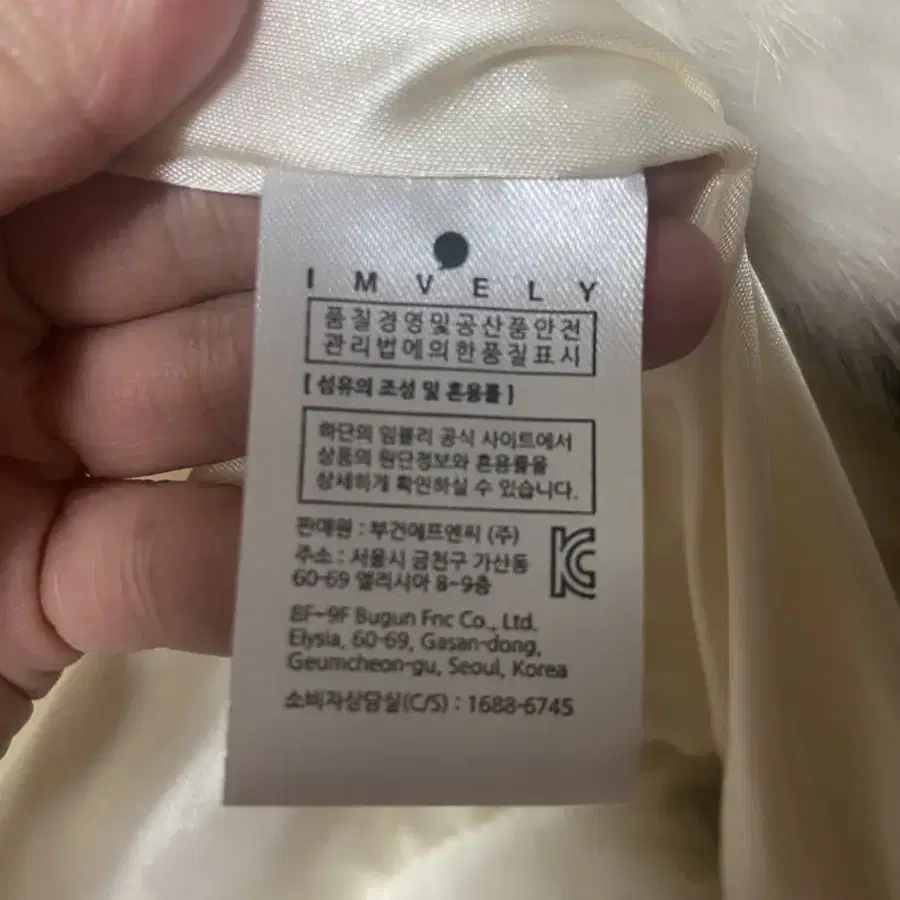 IMVELY
품질경영및공산품안전
관리법에의한품질표시
[ 섬유의 조성 및 혼용률 ]
하단의 임블리 공식 사이트에서
상품의 원단정보와 혼용률을
상세하게 확인하실 수 있습니다.
판매원 : 부건에프엔씨 (주)
주소 : 서울시 금천구 가산동
60-69 엘리시아 8-9층
KC
8F-9F Bugun Fnc Co., Ltd.
Elysia, 60-69, Gasan-dong,
Geumcheon-gu, Seoul, Korea
소비자상담실(C/S) : 1688-6745